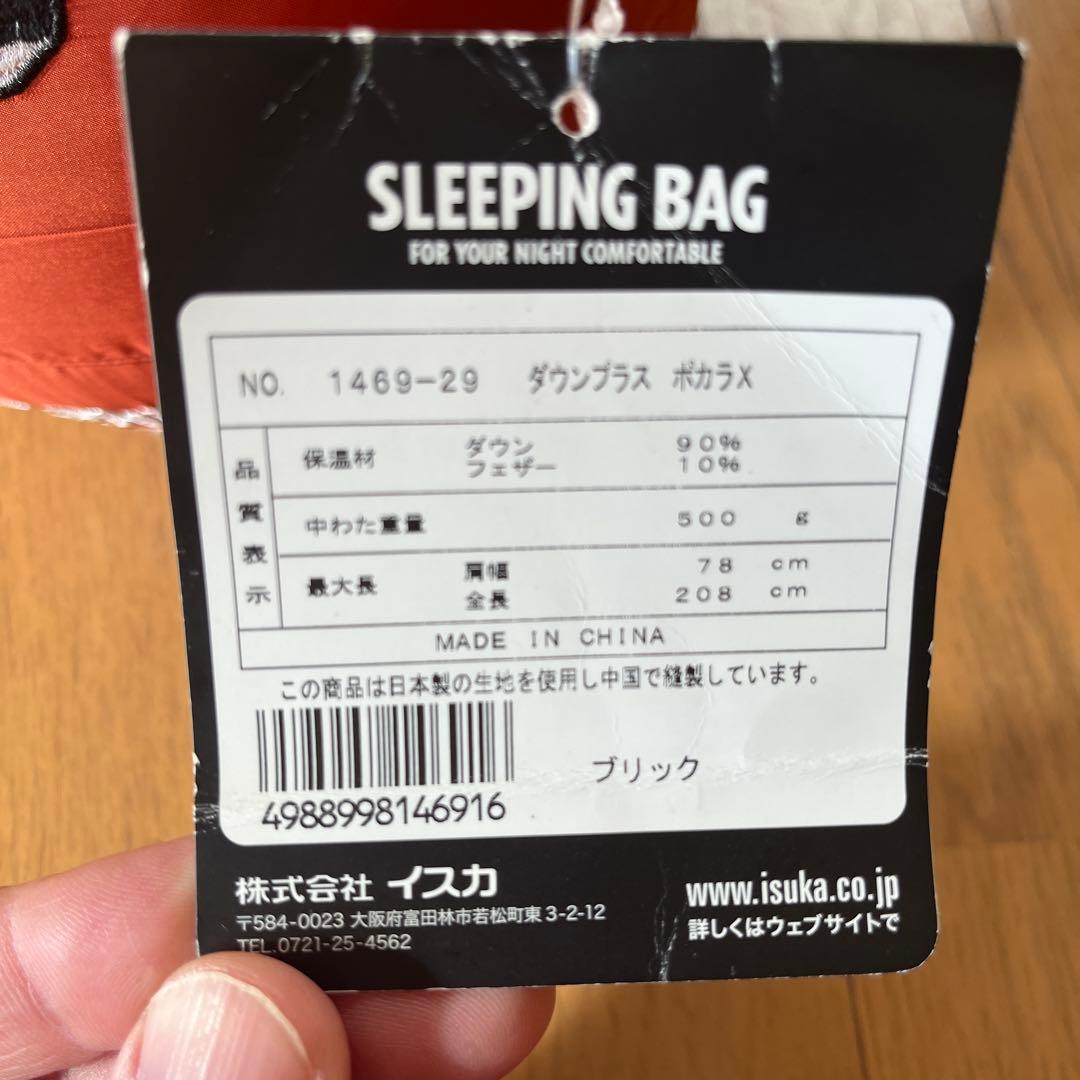 SLEEPING BAG
FOR YOUR NIGHT COMFORTABLE
NO. 1469-29 ダウンプラス ポカラX
品質表示
保温材 ダウン 90%
フェザー 10%
中わた重量 500 g
最大長 肩幅 78 cm
全長 208 cm
MADE IN CHINA
この商品は日本製の生地を使用し中国で縫製しています。
ブリック
4988998146916
株式会社 イスカ
〒584-0023 大阪府富田林市若松町東3-2-12
TEL.0721-25-4562
www.isuka.co.jp
詳しくはウェブサイトで